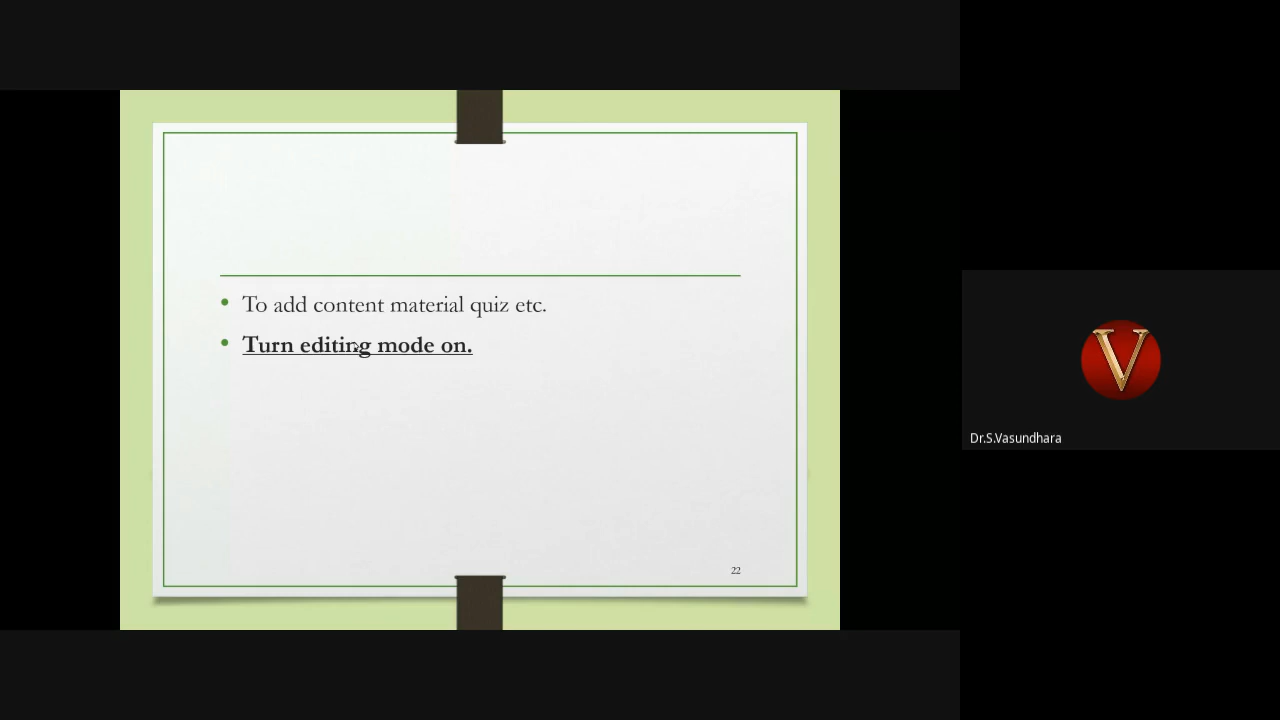 To add content material quiz etc.
Turn editing mode on.
22
V
Dr.S.Vasundhara